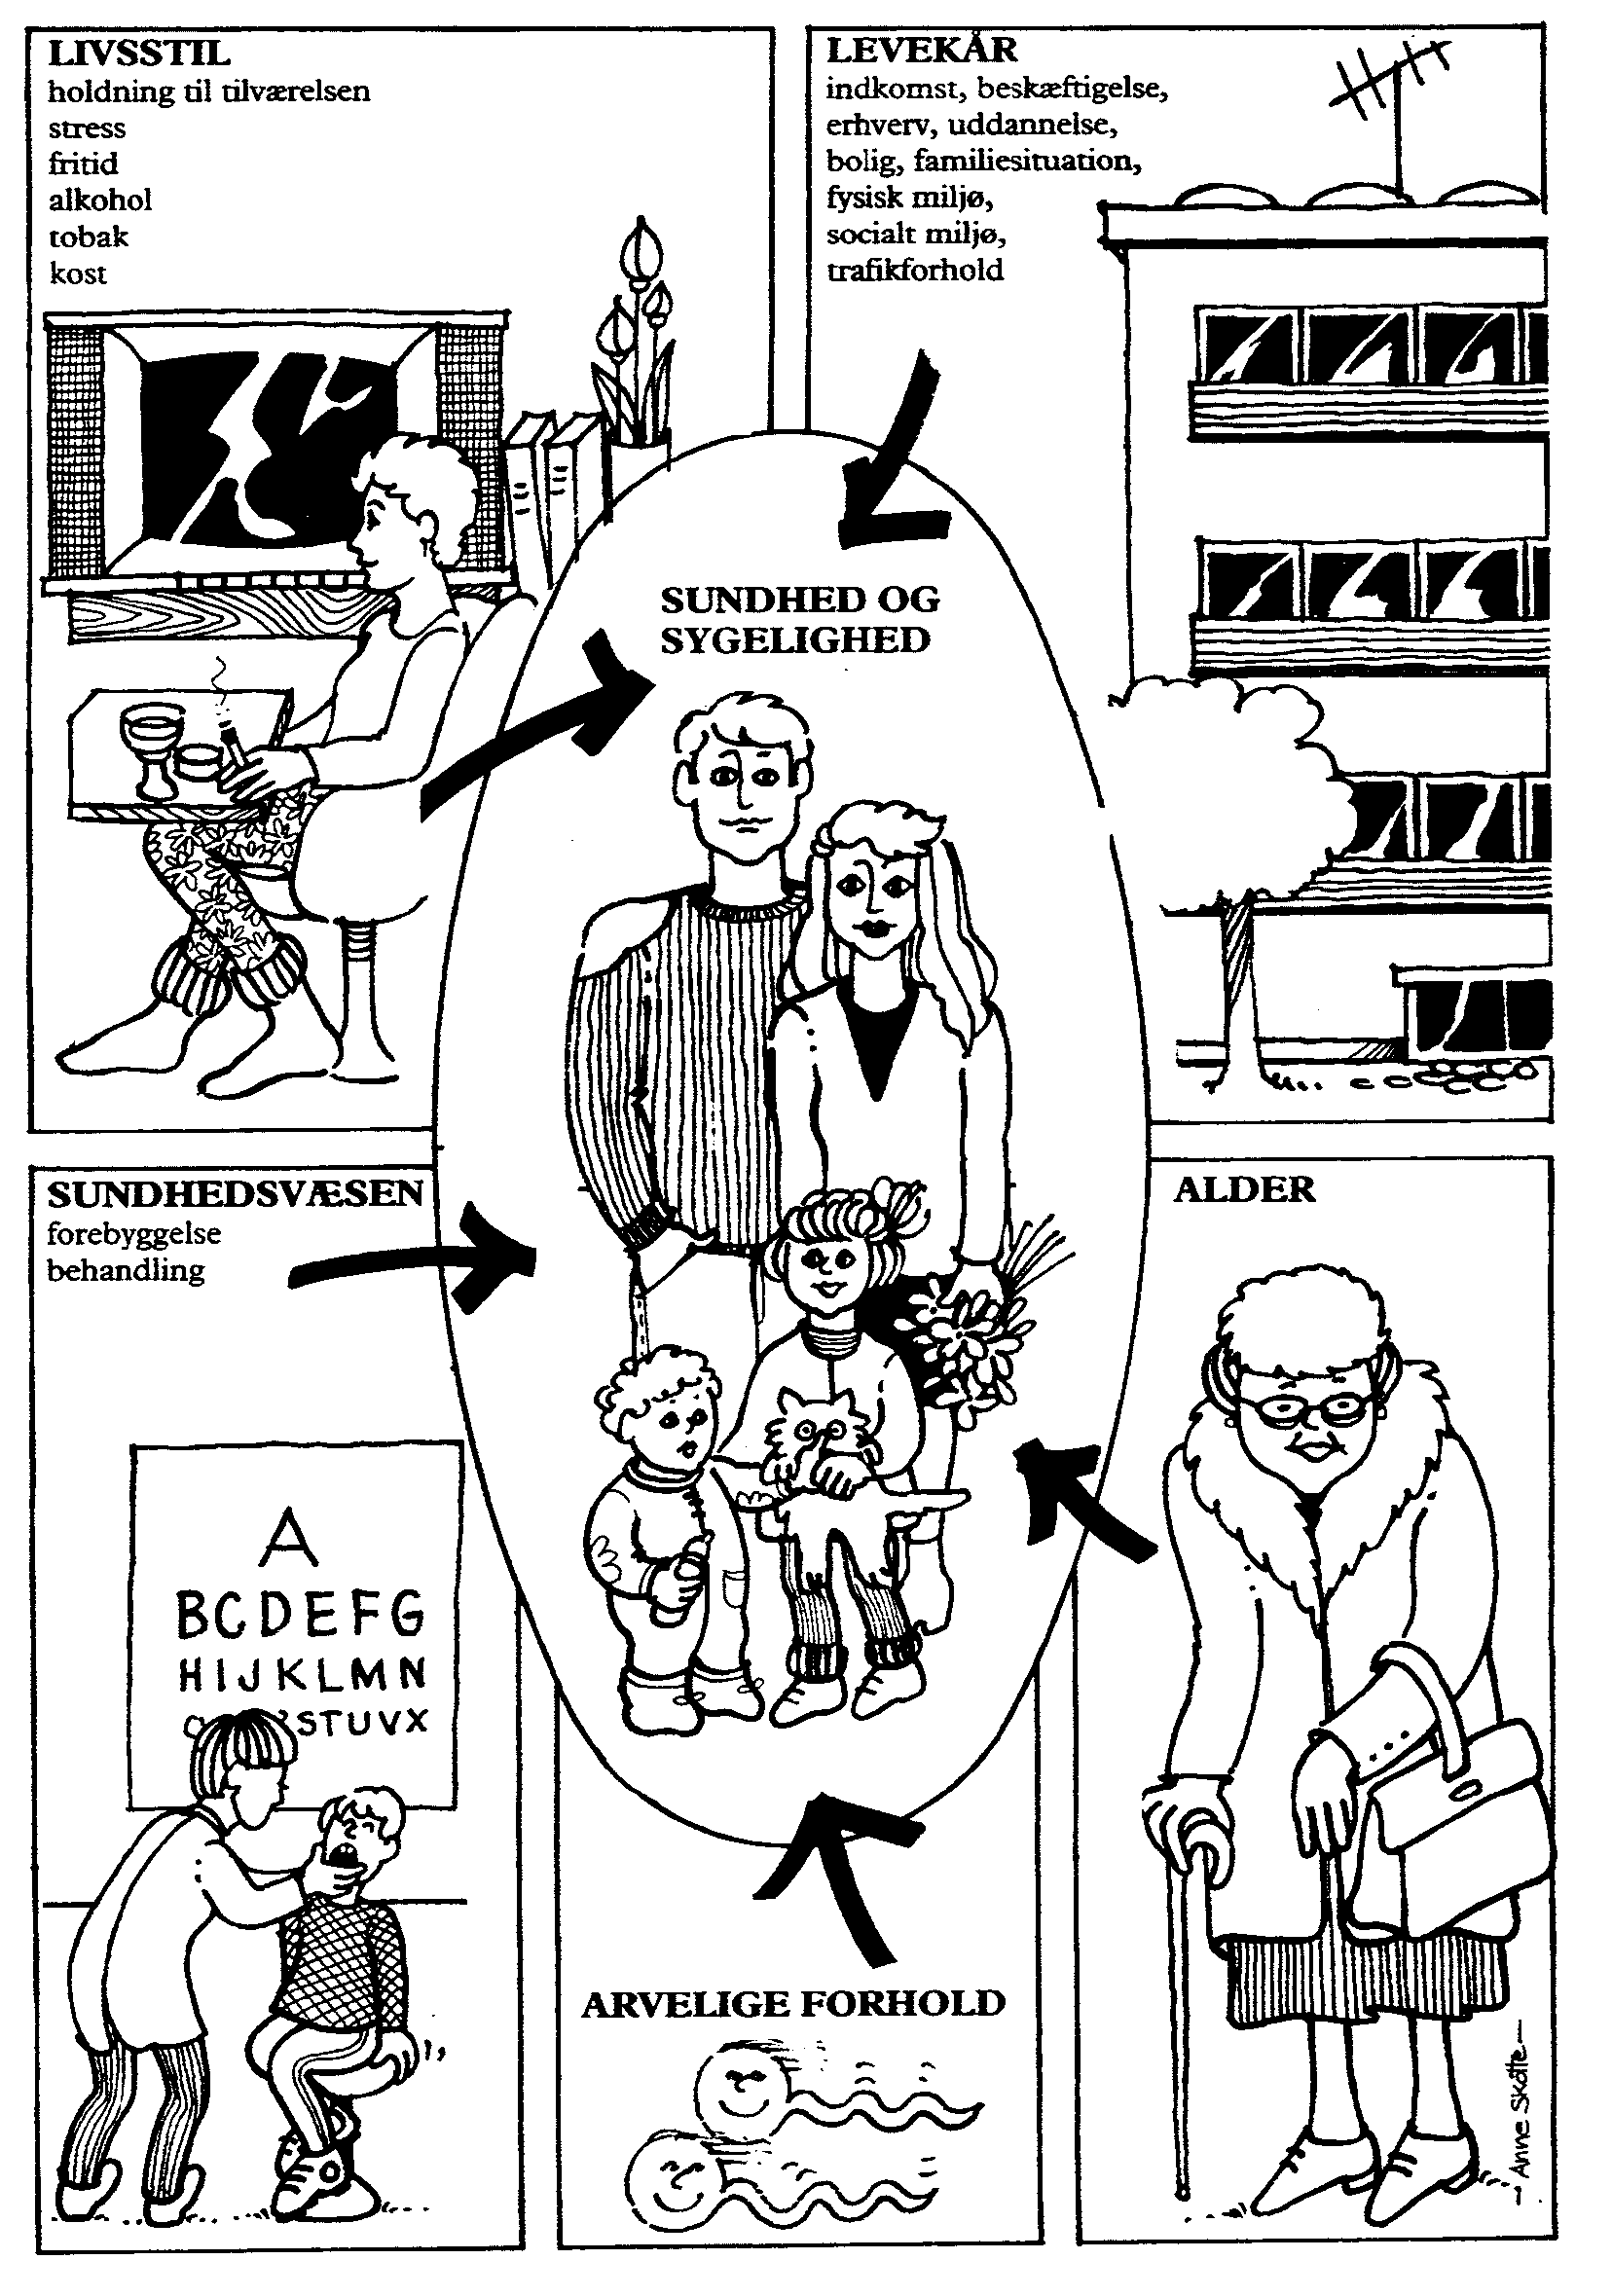 LIVSSTIL
holdning til tilværelsen
stress
fritid
alkohol
tobak
kost
LEVEKÅR
indkomst, beskæftigelse,
erhverv, uddannelse,
bolig, familiesituation,
fysisk miljø,
socialt miljø,
trafikforhold
SUNDHED OG
SYGELIGHED
SUNDHEDSVÆSEN
forebyggelse
behandling
A
BCDEFG
HIJKLMN
STUVX
ALDER
ARVELIGE FORHOLD
Anne Skøtte